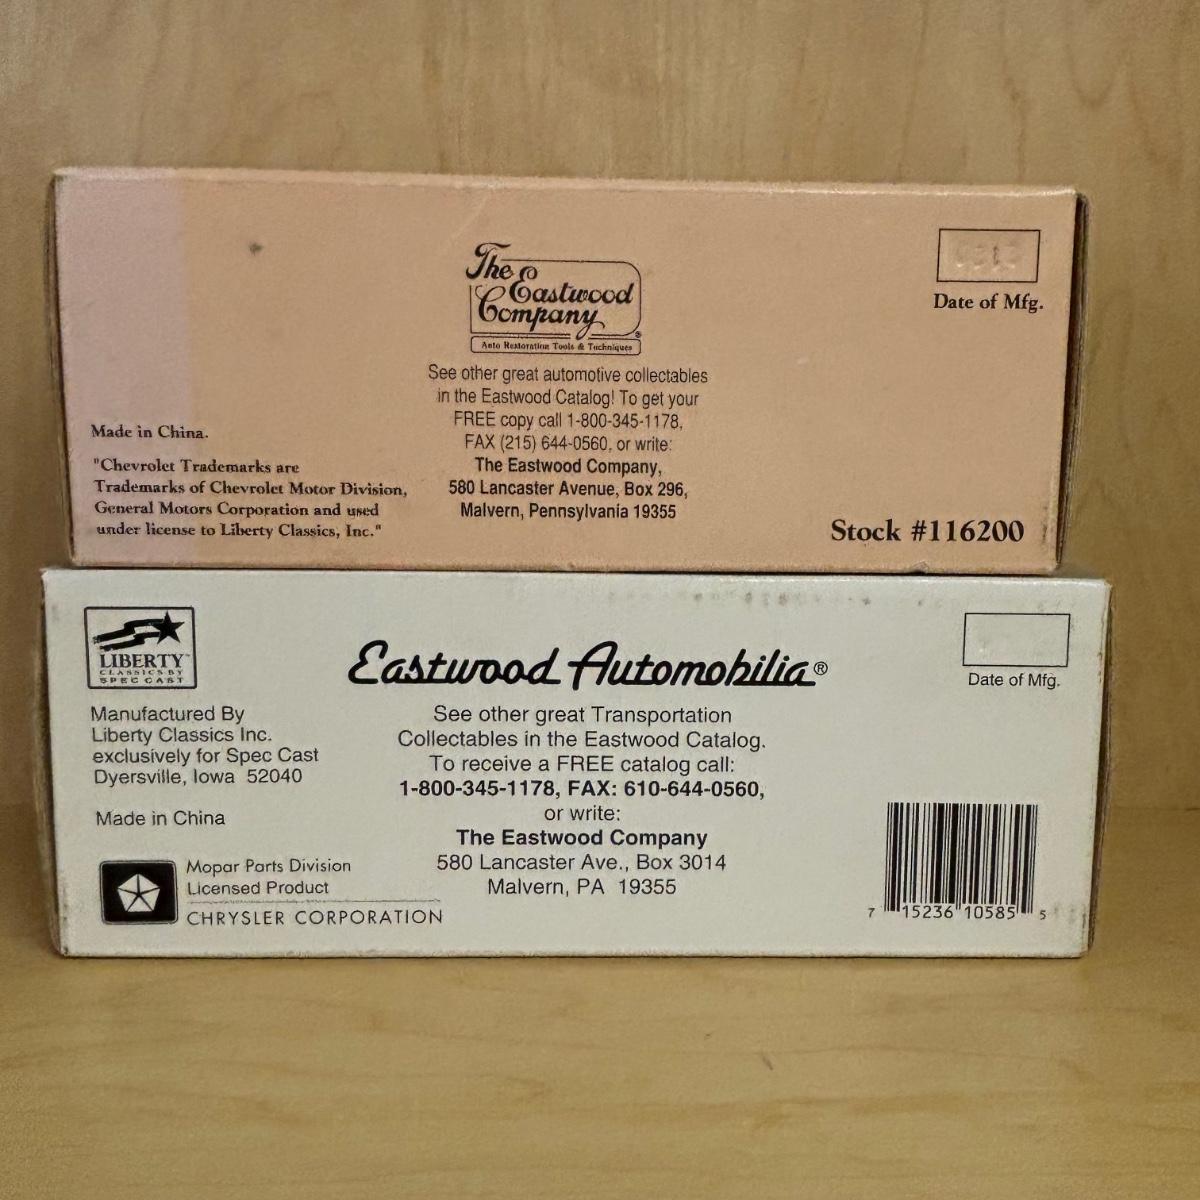 The
Eastwood
Company
®
Auto Restoration Tools & Techniques
Date of Mfg.
See other great automotive collectables
in the Eastwood Catalog! To get your
FREE copy call 1-800-345-1178,
FAX (215) 644-0560, or write:
The Eastwood Company,
580 Lancaster Avenue, Box 296,
Malvern, Pennsylvania 19355
Made in China.
"Chevrolet Trademarks are
Trademarks of Chevrolet Motor Division,
General Motors Corporation and used
under license to Liberty Classics, Inc."
Stock #116200
LIBERTY
CLASSICS BY
SPEC CAST
Manufactured By
Liberty Classics Inc.
exclusively for Spec Cast
Dyersville, Iowa 52040
Made in China
Mopar Parts Division
Licensed Product
CHRYSLER CORPORATION
Eastwood Automobilia®
See other great Transportation
Collectables in the Eastwood Catalog.
To receive a FREE catalog call:
1-800-345-1178, FAX: 610-644-0560,
or write:
The Eastwood Company
580 Lancaster Ave., Box 3014
Malvern, PA 19355
Date of Mfg.
7 15236 10585 5